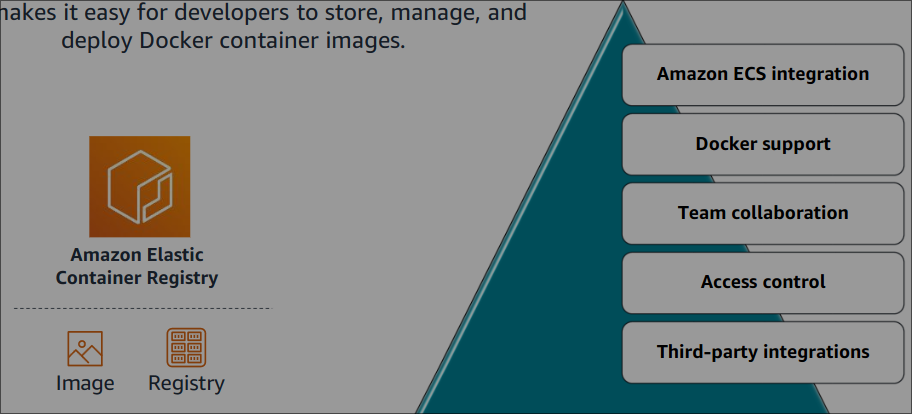 makes it easy for developers to store, manage, and
deploy Docker container images.
Amazon Elastic
Container Registry
Image
Registry
Amazon ECS integration
Docker support
Team collaboration
Access control
Third-party integrations